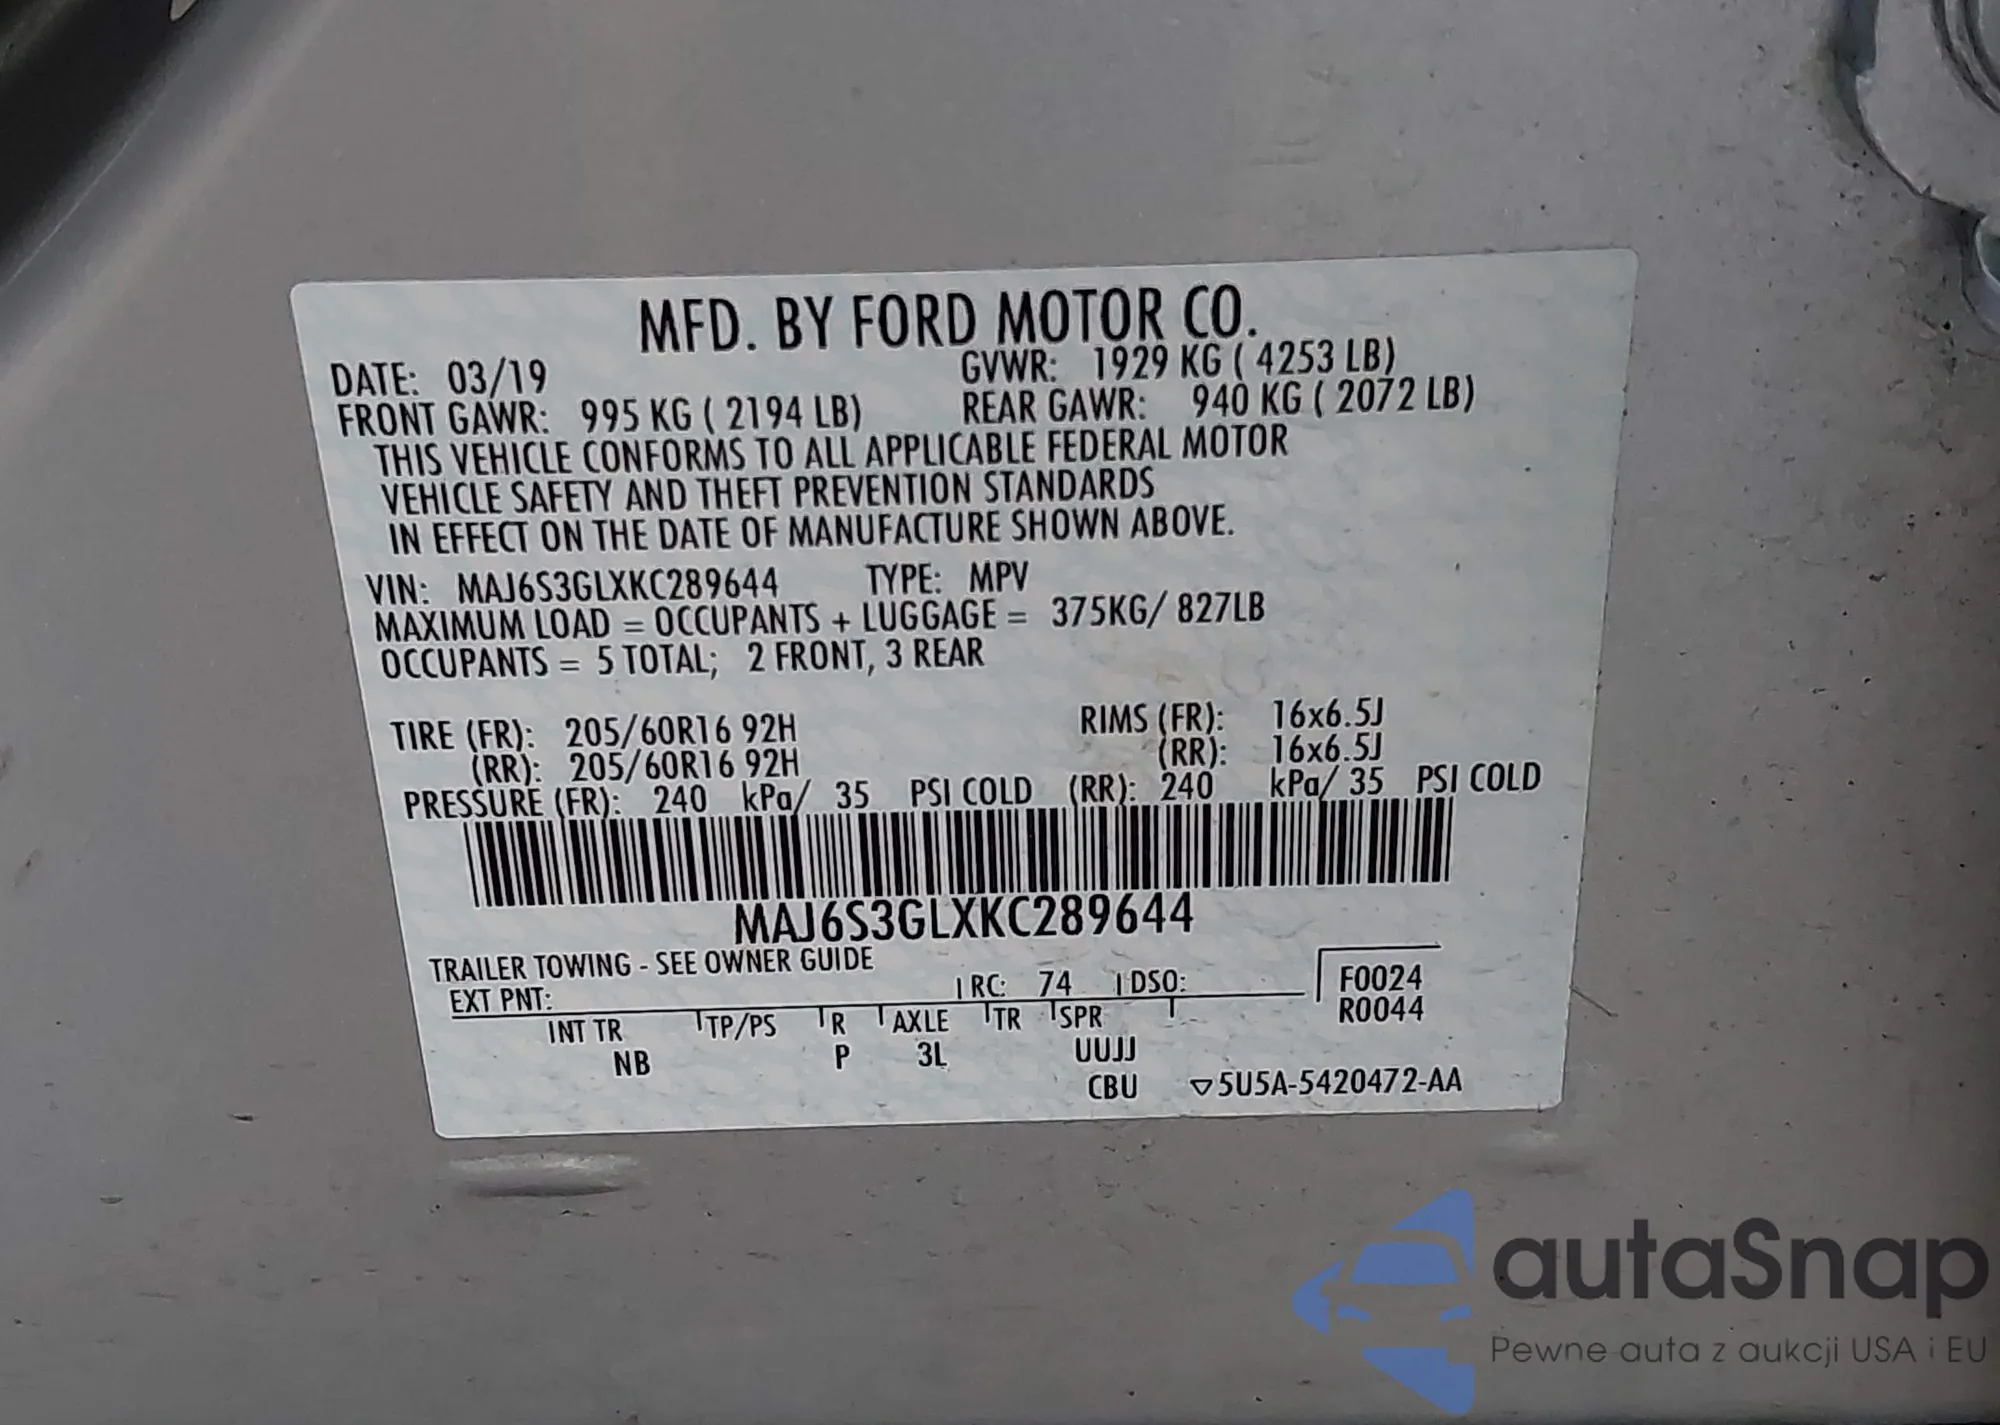 MFD. BY FORD MOTOR CO.
DATE: 03/19 GVWR: 1929 KG ( 4253 LB)
FRONT GAWR: 995 KG ( 2194 LB) REAR GAWR: 940 KG ( 2072 LB)
THIS VEHICLE CONFORMS TO ALL APPLICABLE FEDERAL MOTOR
VEHICLE SAFETY AND THEFT PREVENTION STANDARDS
IN EFFECT ON THE DATE OF MANUFACTURE SHOWN ABOVE.
VIN: MAJ6S3GLXKC289644 TYPE: MPV
MAXIMUM LOAD = OCCUPANTS + LUGGAGE = 375KG/ 827LB
OCCUPANTS = 5 TOTAL; 2 FRONT, 3 REAR
TIRE (FR): 205/60R16 92H RIMS (FR): 16x6.5J
(RR): 205/60R16 92H (RR): 16x6.5J
PRESSURE (FR): 240 kPa/ 35 PSI COLD (RR): 240 kPa/ 35 PSI COLD
MAJ6S3GLXKC289644
TRAILER TOWING - SEE OWNER GUIDE
EXT PNT: RC: 74 DSO: F0024
R0044
INT TR TP/PS R AXLE TR SPR
NB P 3L UUJJ
CBU ▽5U5A-5420472-AA
autaSnap
Pewne auta z aukcji USA i EU